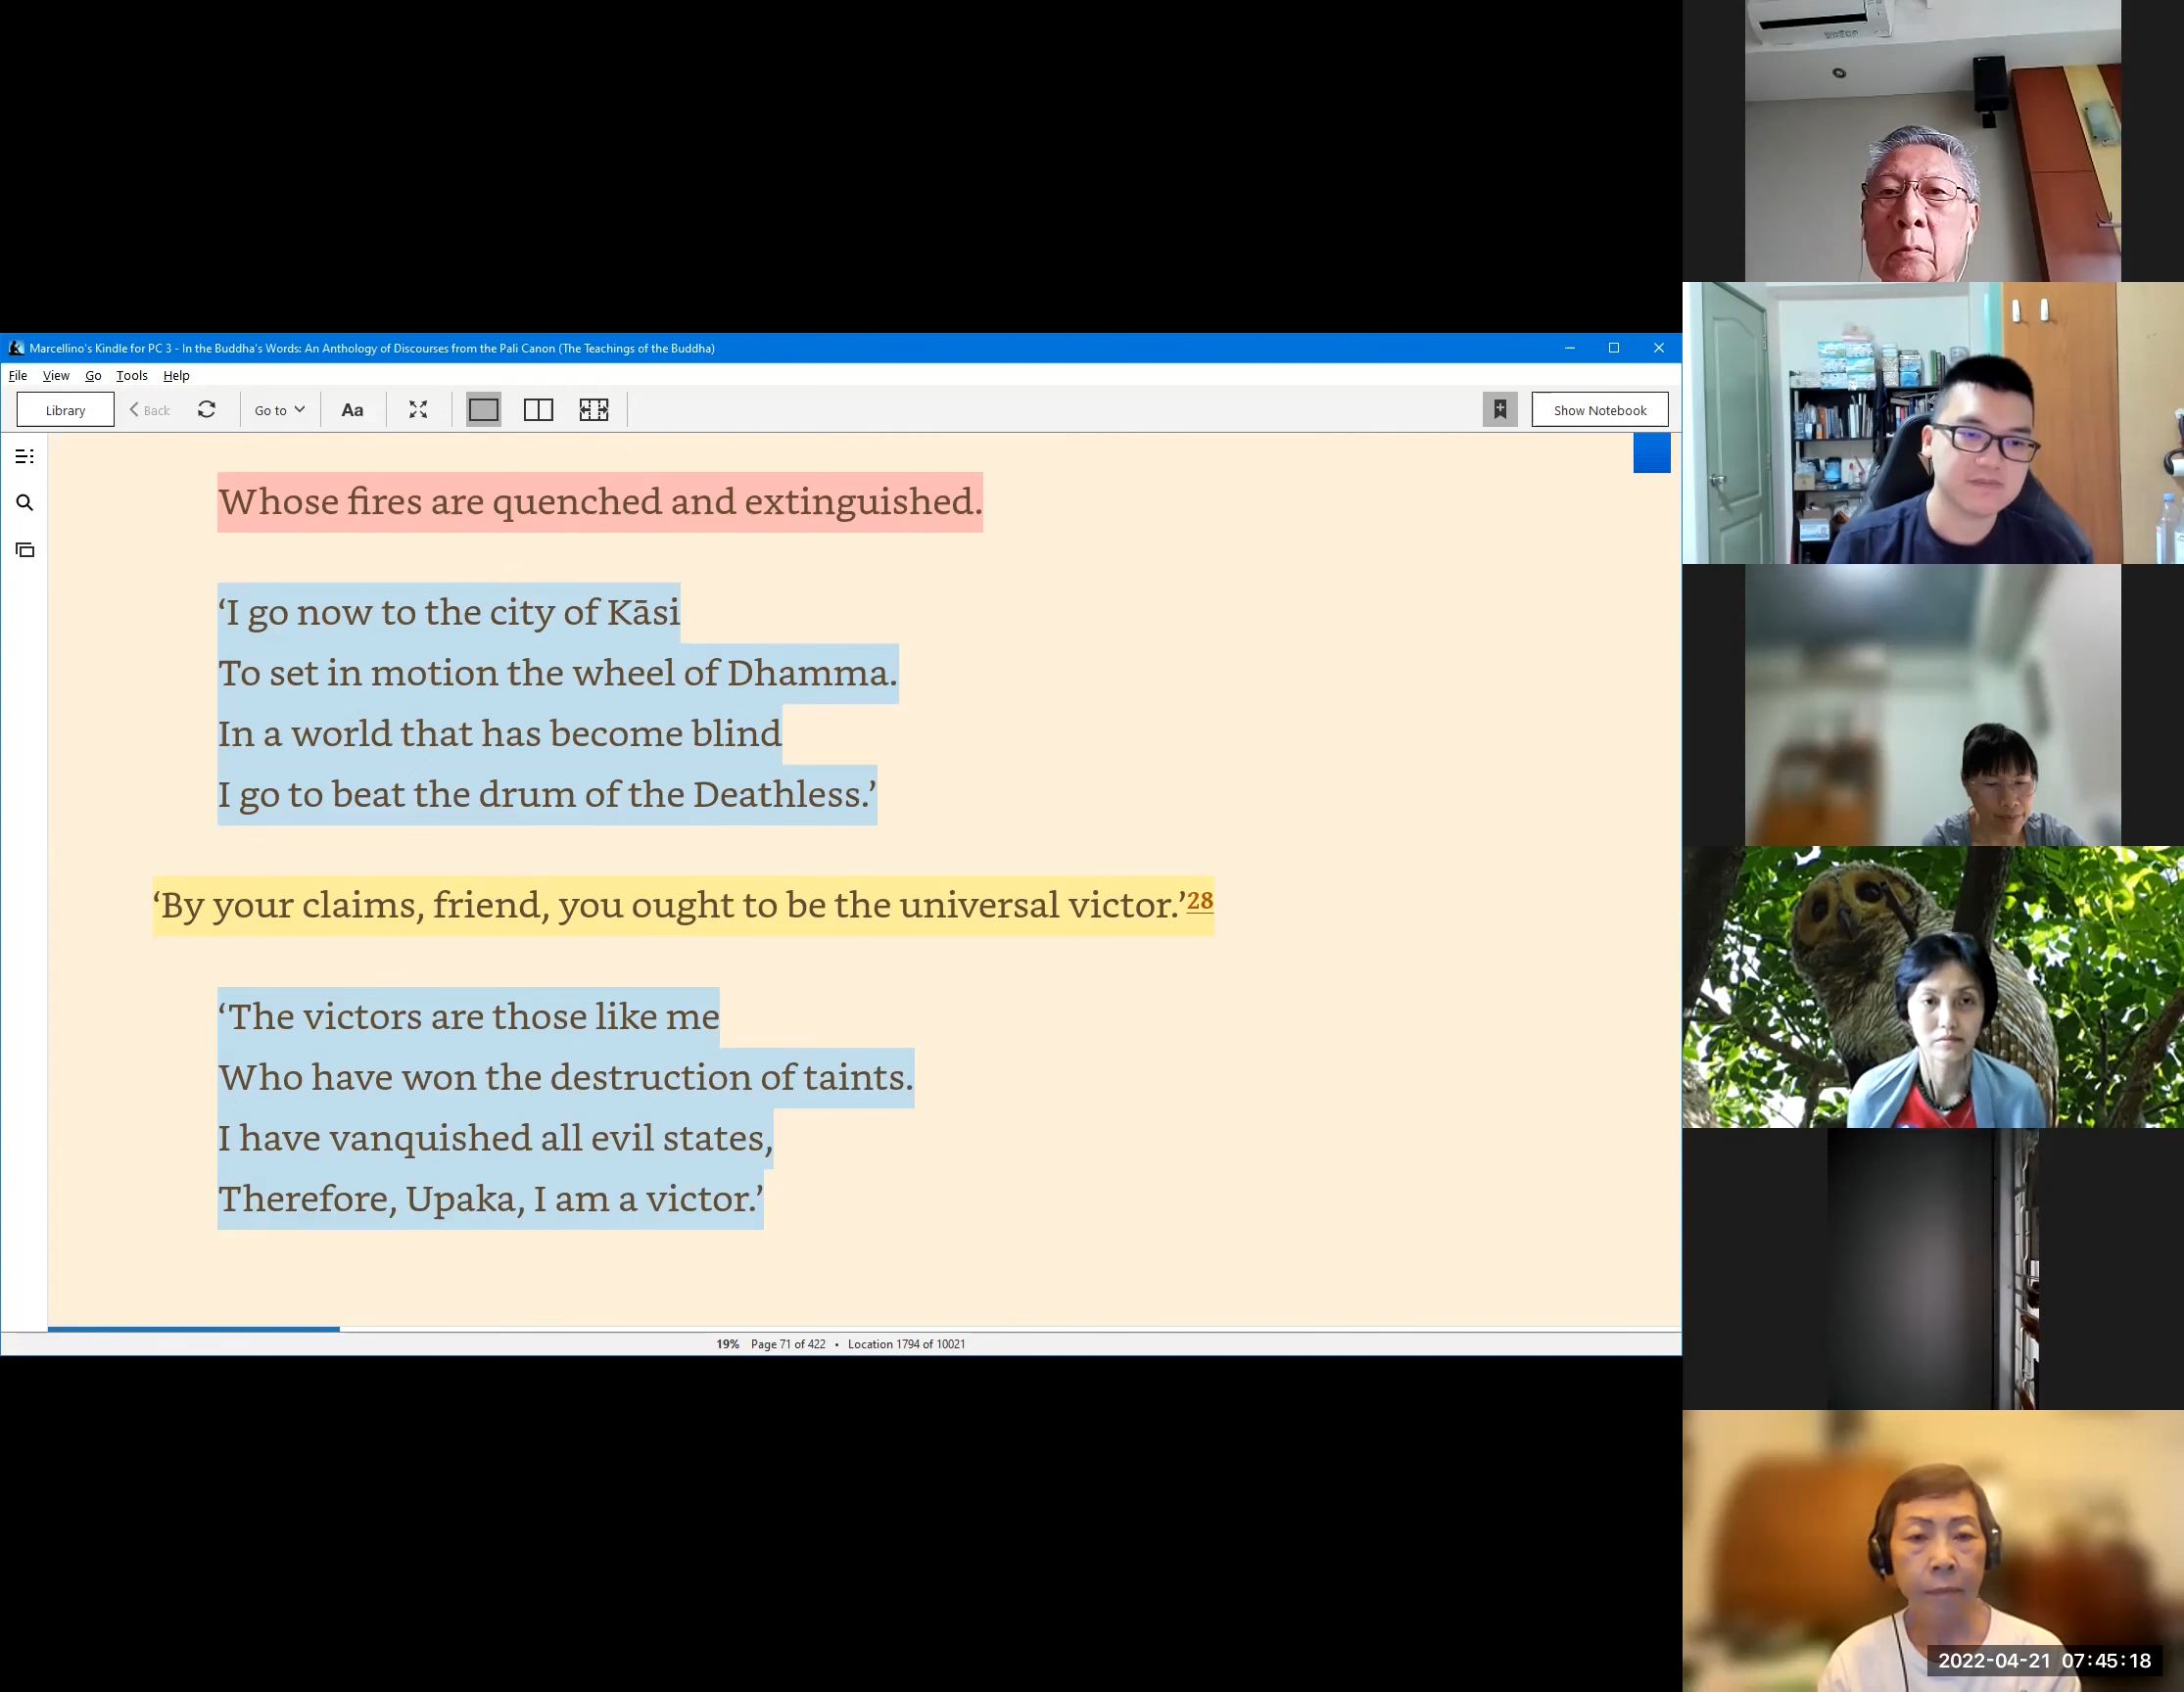 Marcellino's Kindle for PC 3 - In the Buddha's Words: An Anthology of Discourses from the Pali Canon (The Teachings of the Buddha)
File View Go Tools Help
Library Back Go to Aa Show Notebook
Whose fires are quenched and extinguished.
‘I go now to the city of Kāsi
To set in motion the wheel of Dhamma.
In a world that has become blind
I go to beat the drum of the Deathless.’
‘By your claims, friend, you ought to be the universal victor.’28
‘The victors are those like me
Who have won the destruction of taints.
I have vanquished all evil states,
Therefore, Upaka, I am a victor.’
19% Page 71 of 422 • Location 1794 of 10021
2022-04-21 07:45:18